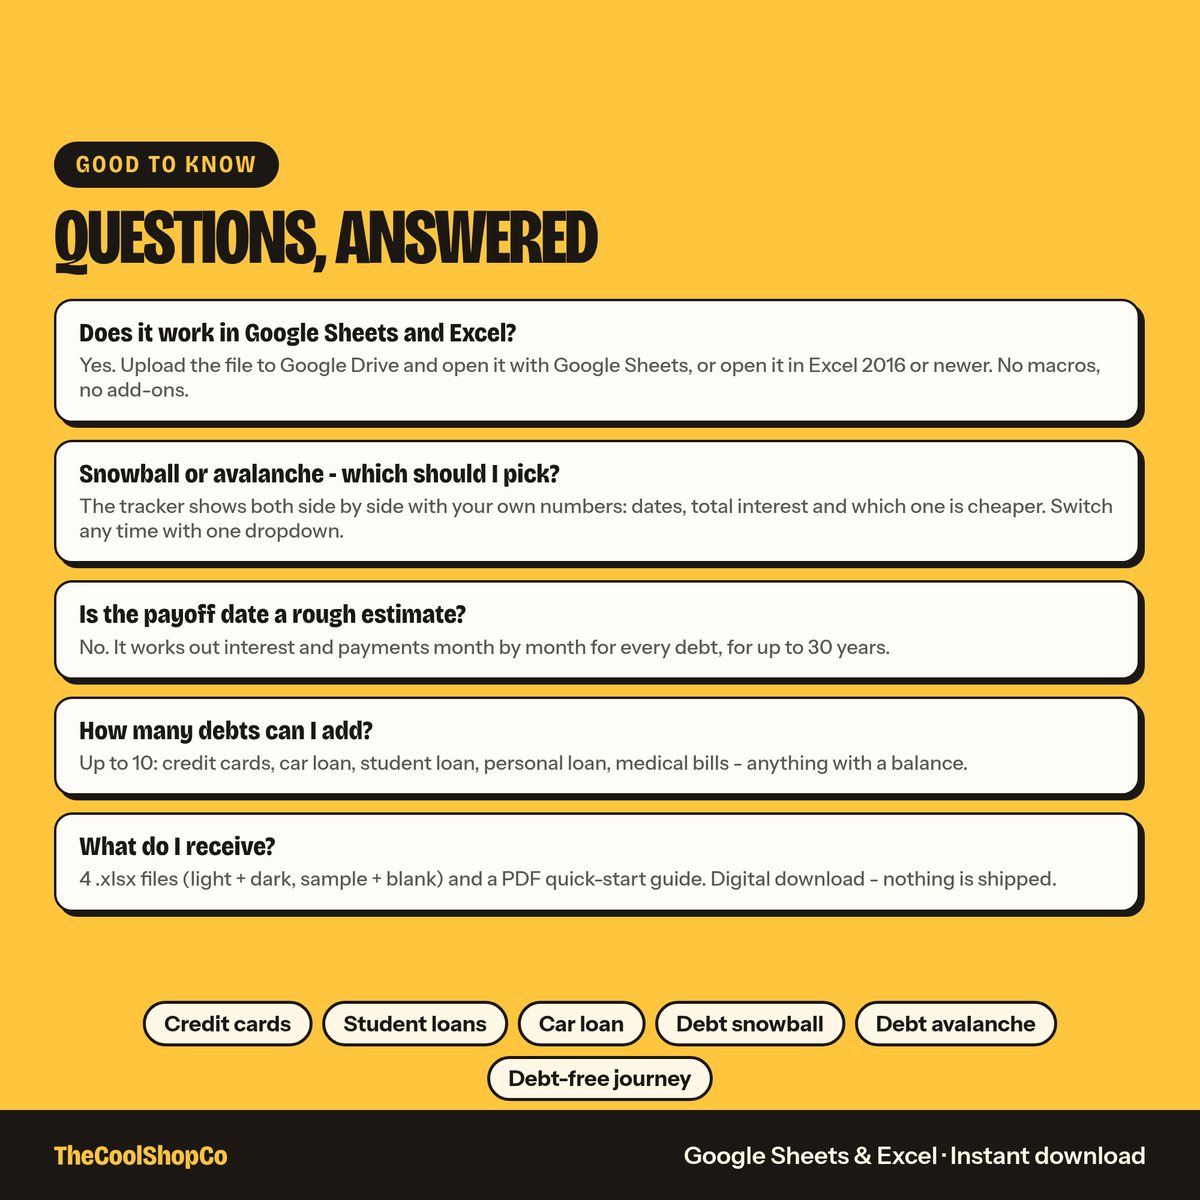 GOOD TO KNOW
QUESTIONS, ANSWERED
Does it work in Google Sheets and Excel?
Yes. Upload the file to Google Drive and open it with Google Sheets, or open it in Excel 2016 or newer. No macros,
no add-ons.
Snowball or avalanche - which should I pick?
The tracker shows both side by side with your own numbers: dates, total interest and which one is cheaper. Switch
any time with one dropdown.
Is the payoff date a rough estimate?
No. It works out interest and payments month by month for every debt, for up to 30 years.
How many debts can I add?
Up to 10: credit cards, car loan, student loan, personal loan, medical bills - anything with a balance.
What do I receive?
4 .xlsx files (light + dark, sample + blank) and a PDF quick-start guide. Digital download - nothing is shipped.
Credit cards Student loans Car loan Debt snowball Debt avalanche
Debt-free journey
TheCoolShopCo Google Sheets & Excel · Instant download